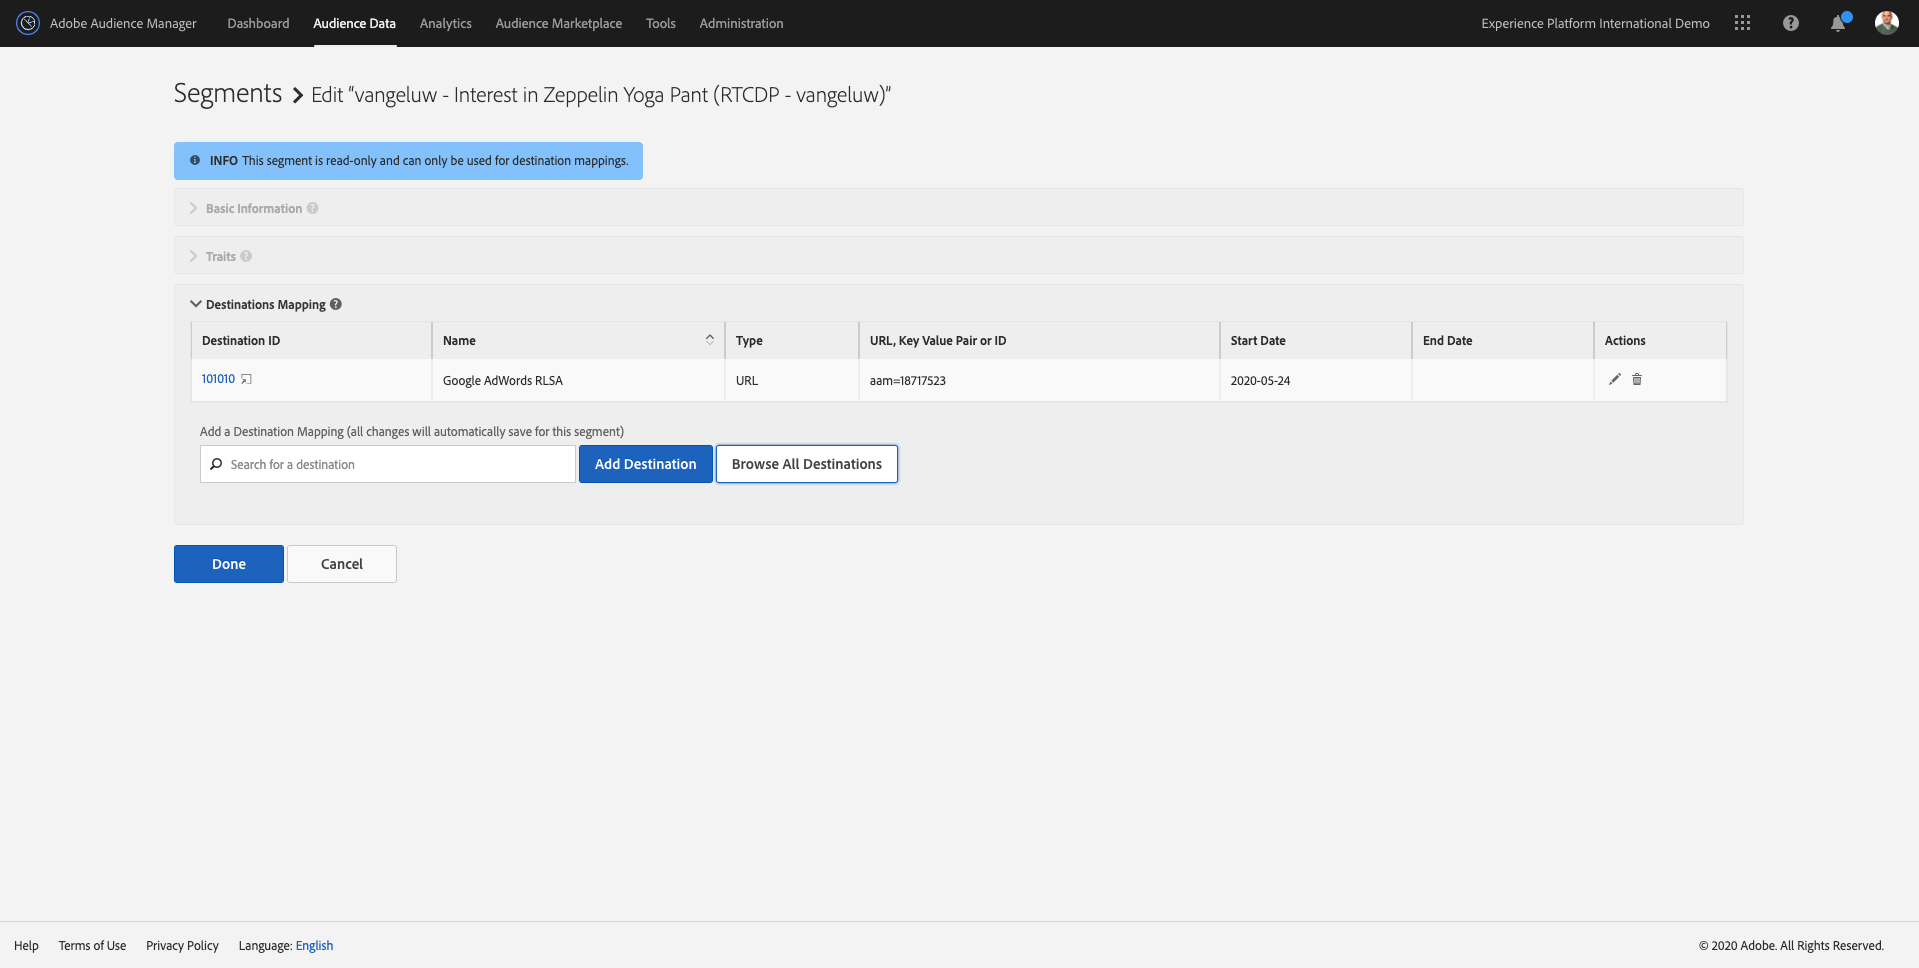 Adobe Audience Manager
Dashboard
Audience Data
Analytics
Audience Marketplace
Tools
Administration
Experience Platform International Demo
Segments
Edit “vangeluw - Interest in Zeppelin Yoga Pant (RTCDP - vangeluw)”
INFO This segment is read-only and can only be used for destination mappings.
Basic Information
Traits
Destinations Mapping
Destination ID
Name
Type
URL, Key Value Pair or ID
Start Date
End Date
Actions
101010
Google AdWords RLSA
URL
aam=18717523
2020-05-24
Add a Destination Mapping (all changes will automatically save for this segment)
Search for a destination
Add Destination
Browse All Destinations
Done
Cancel
Help
Terms of Use
Privacy Policy
Language: English
© 2020 Adobe. All Rights Reserved.